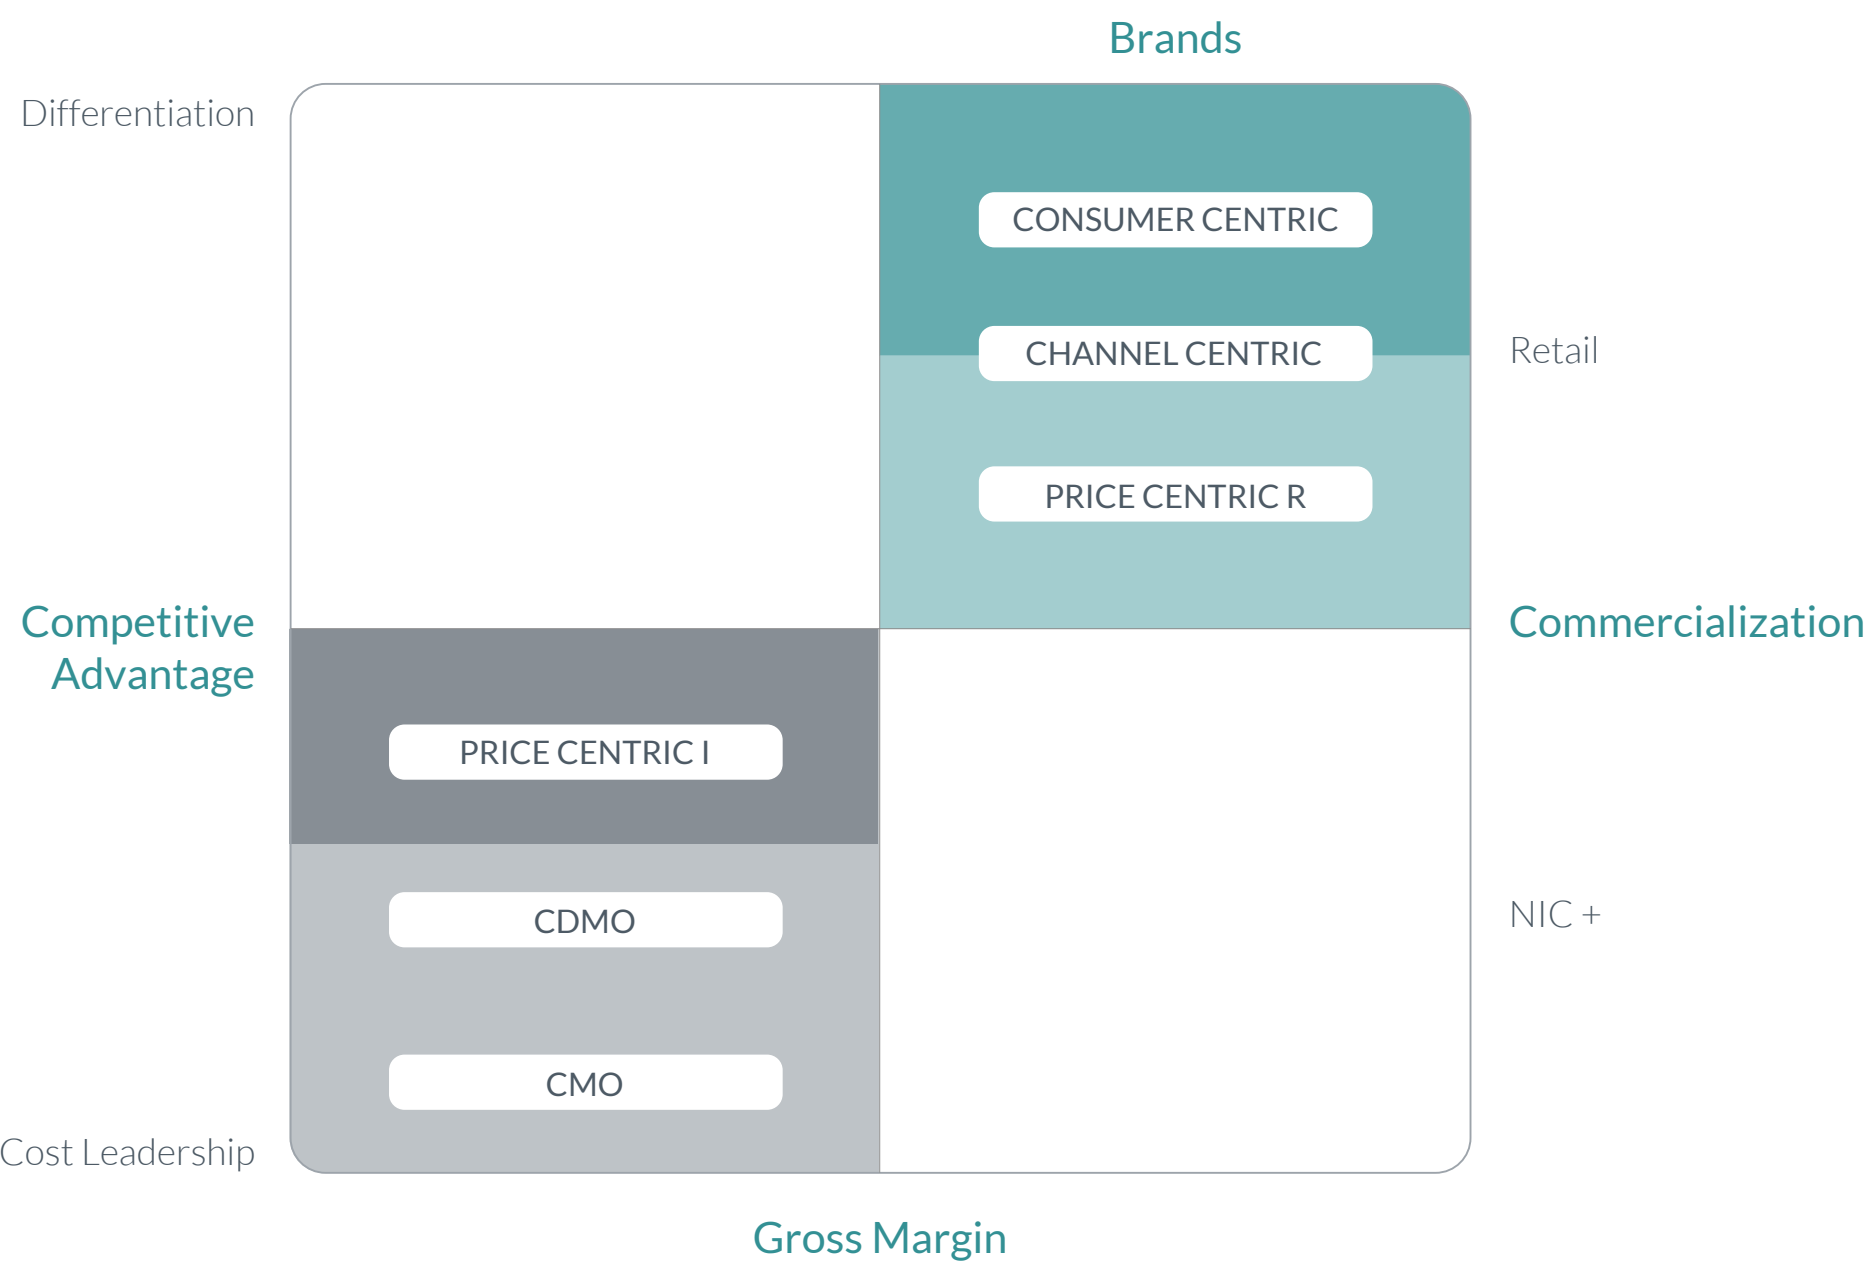 Brands
Differentiation
CONSUMER CENTRIC
CHANNEL CENTRIC
Retail
PRICE CENTRIC R
Competitive
Advantage
Commercialization
PRICE CENTRIC I
CDMO
NIC +
CMO
Cost Leadership
Gross Margin